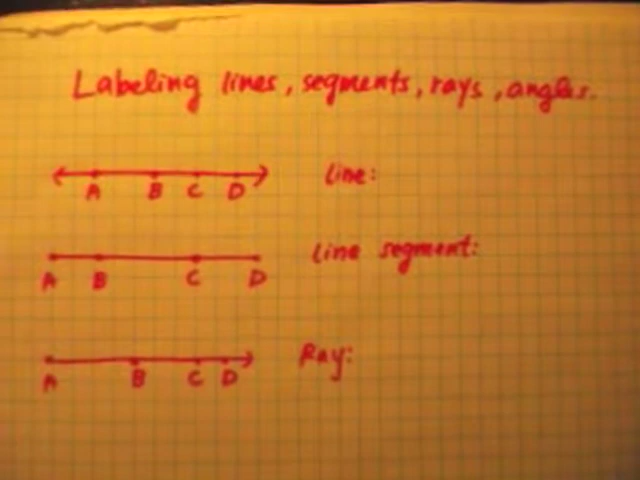 Labeling lines, segments, rays, angles.
A B C D line:
A B C D line segment:
A B C D Ray: